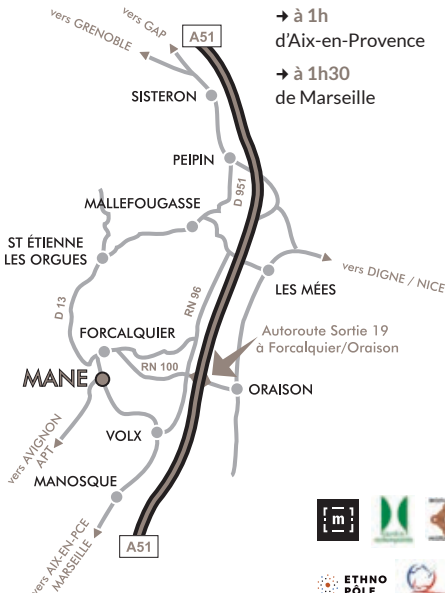 vers GAP
vers GRENOBLE
A51
→ à 1h
d'Aix-en-Provence
→ à 1h30
de Marseille
SISTERON
PEIPIN
D 951
MALLEFOUGASSE
ST ÉTIENNE
LES ORGUES
vers DIGNE / NICE
LES MÉES
D 13
RN 96
Autoroute Sortie 19
à Forcalquier/Oraison
FORCALQUIER
RN 100
MANE
ORAISON
VOLX
vers AVIGNON
APT
MANOSQUE
vers AIX-EN-PCE
MARSEILLE
A51
[m]
ETHNO
PÔLE